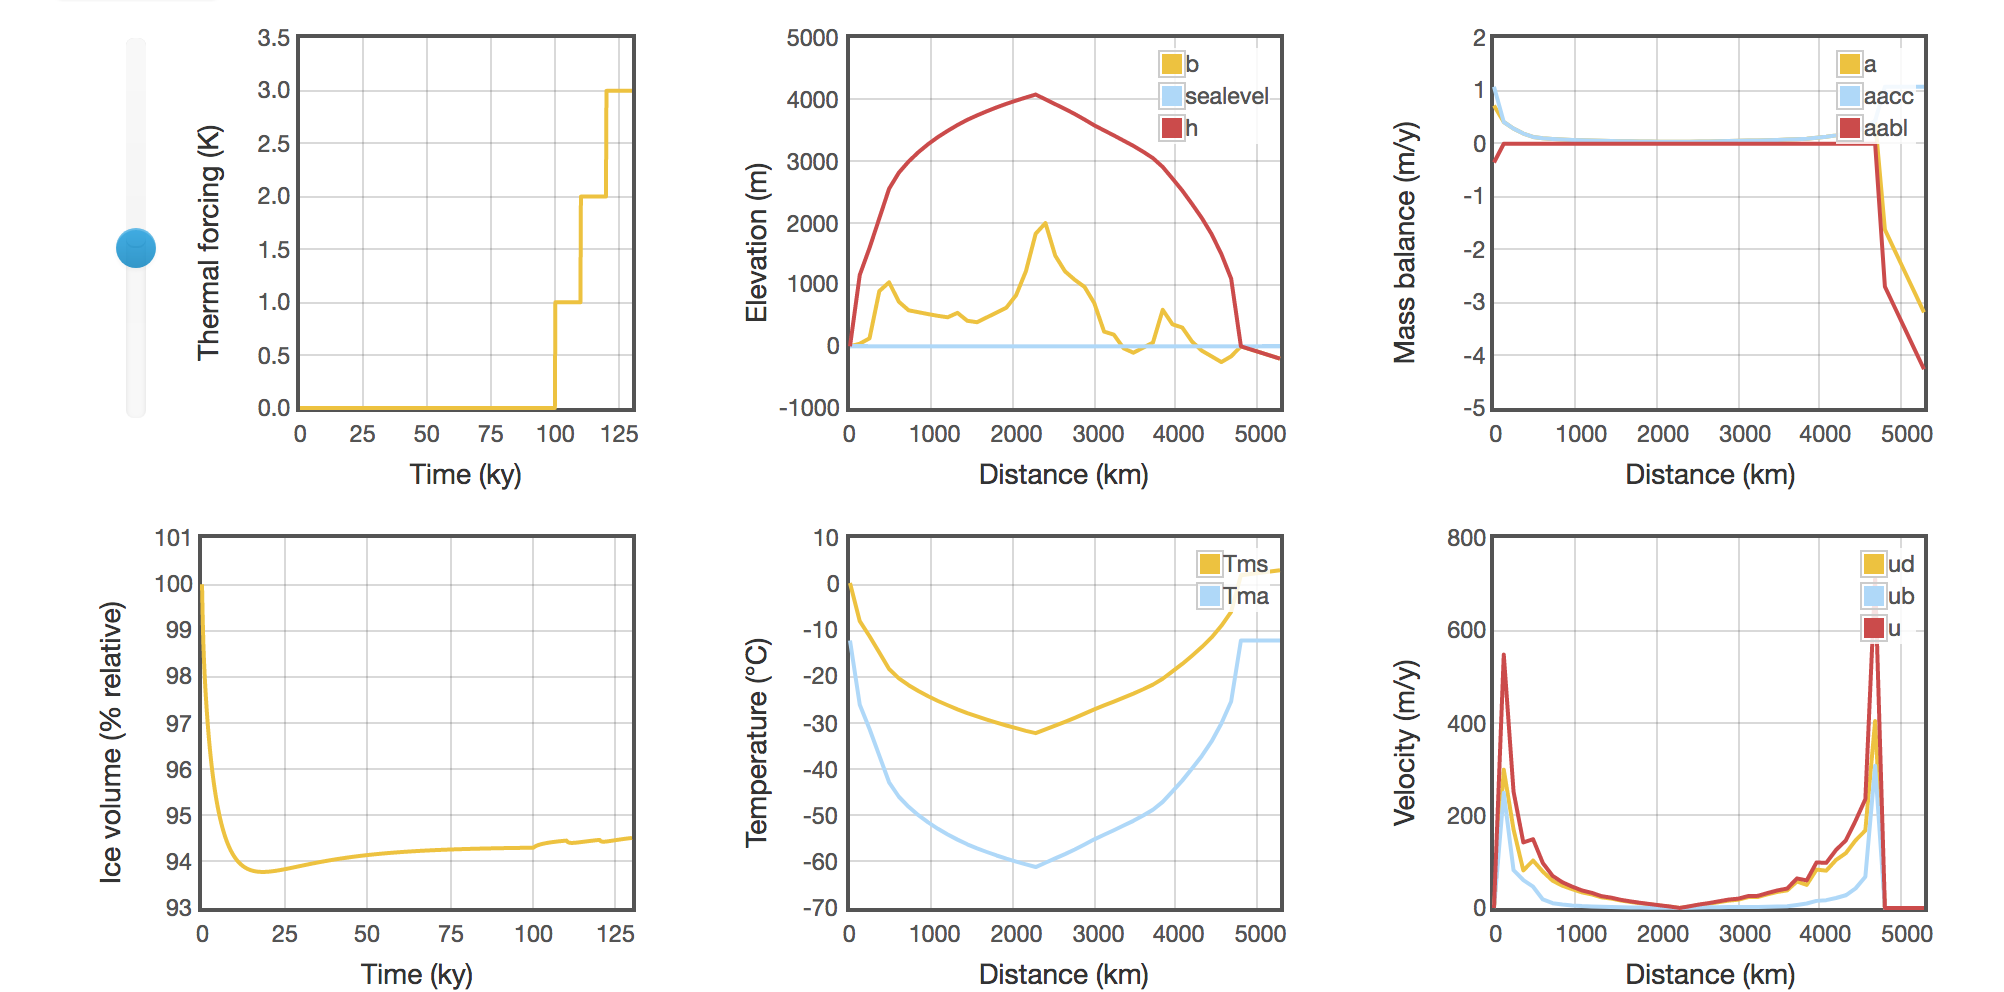 3.5
3.0
2.5
2.0
1.5
1.0
0.5
0.0
0 25 50 75 100 125
Thermal forcing (K)
Time (ky)
5000
4000
3000
2000
1000
0
-1000
0 1000 2000 3000 4000 5000
Elevation (m)
Distance (km)
b
sealevel
h
2
1
0
-1
-2
-3
-4
-5
0 1000 2000 3000 4000 5000
Mass balance (m/y)
Distance (km)
a
aacc
aabl
101
100
99
98
97
96
95
94
93
0 25 50 75 100 125
Ice volume (% relative)
Time (ky)
10
0
-10
-20
-30
-40
-50
-60
-70
0 1000 2000 3000 4000 5000
Temperature (°C)
Distance (km)
Tms
Tma
800
600
400
200
0
0 1000 2000 3000 4000 5000
Velocity (m/y)
Distance (km)
ud
ub
u